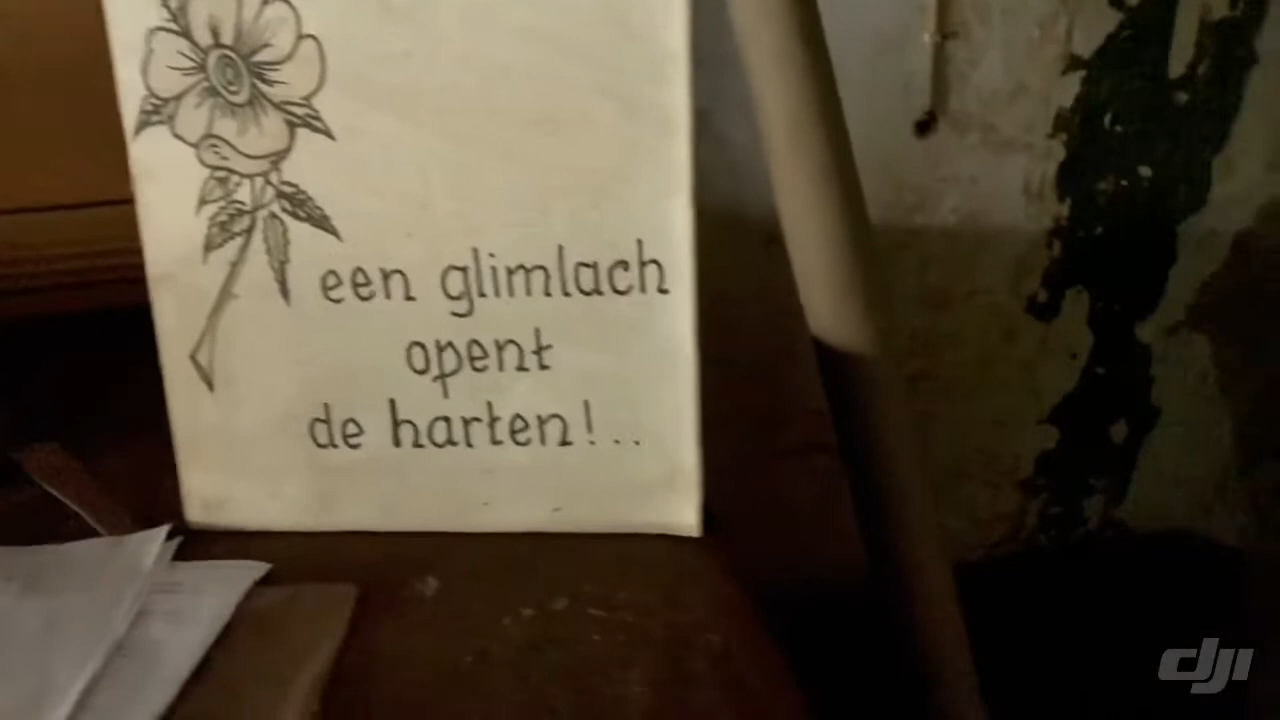 een glimlach
opent
de harten!..
dji